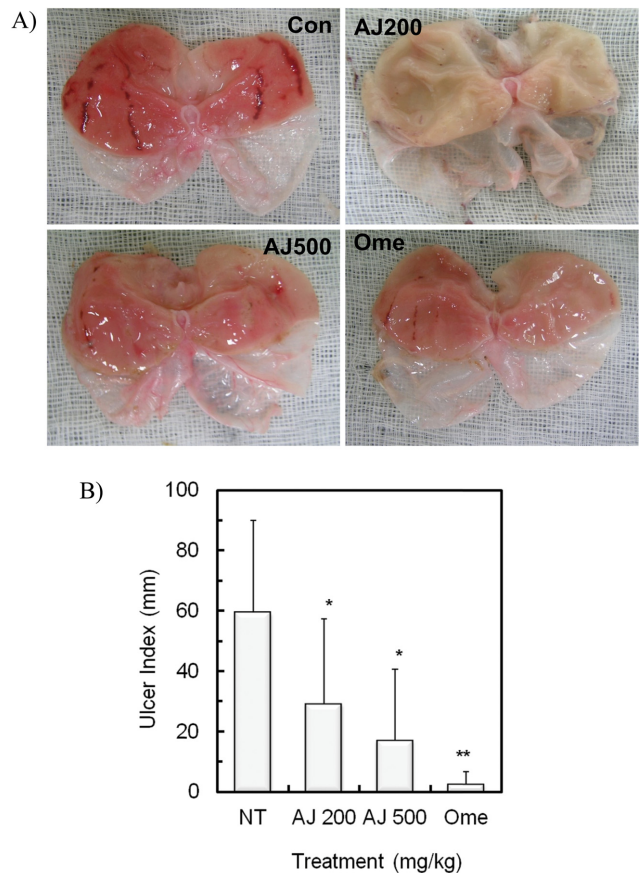 A)
Con
AJ200
AJ500
Ome
B)
100
80
60
40
20
0
Ulcer Index (mm)
*
*
**
NT AJ 200 AJ 500 Ome
Treatment (mg/kg)